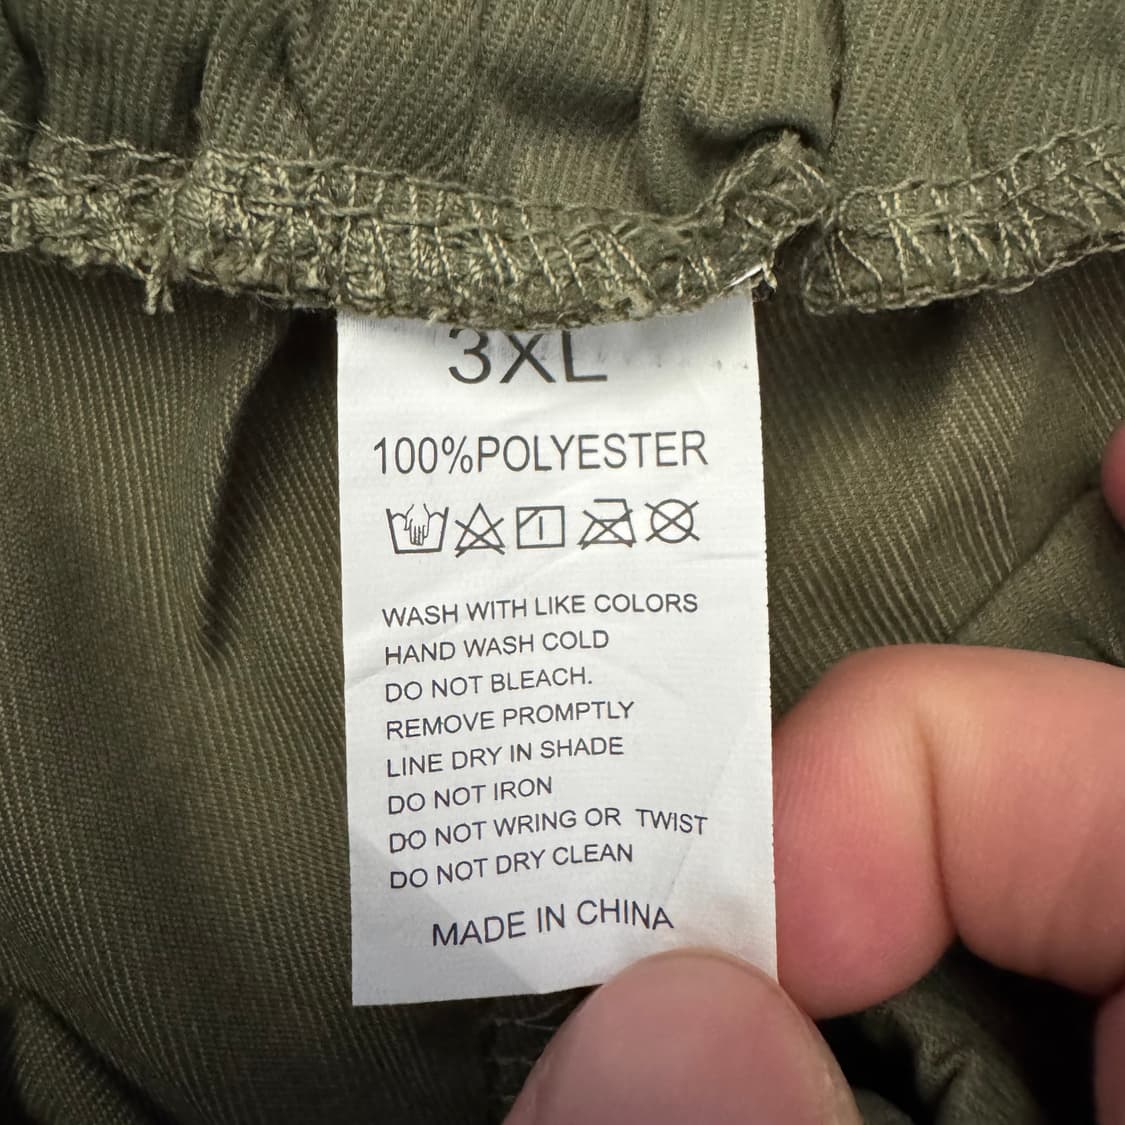 3XL
100%POLYESTER
WASH WITH LIKE COLORS
HAND WASH COLD
DO NOT BLEACH.
REMOVE PROMPTLY
LINE DRY IN SHADE
DO NOT IRON
DO NOT WRING OR TWIST
DO NOT DRY CLEAN
MADE IN CHINA